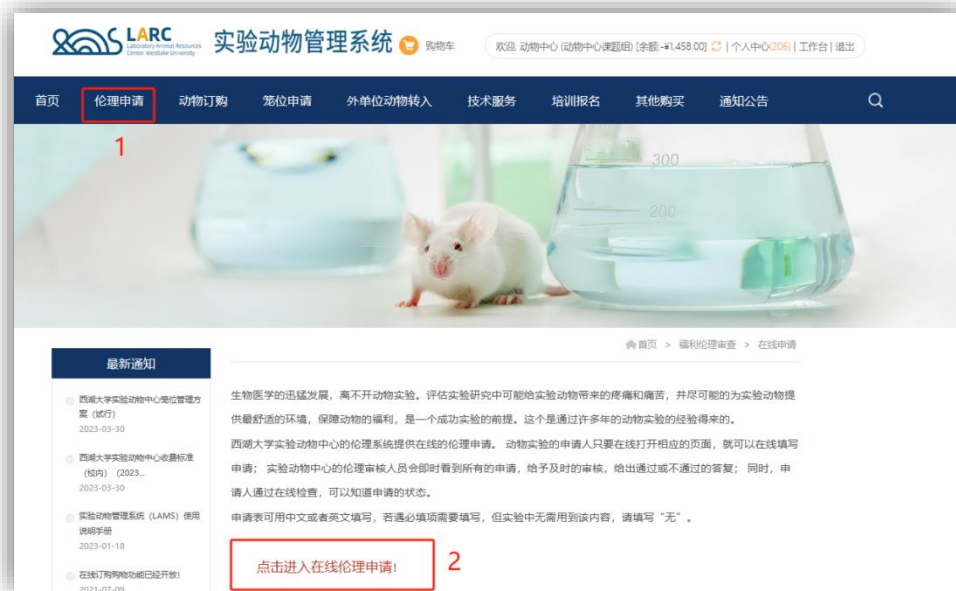 LARC
Laboratory Animal Resources
Center, Westlake University
实验动物管理系统
购物车
欢迎, 动物中心 (动物中心课题组) [余额:-¥1,458.00] | 个人中心(206) | 工作台 | 退出
首页 伦理申请 动物订购 笼位申请 外单位动物转入 技术服务 培训报名 其他购买 通知公告
1
300
200
首页 > 福利伦理审查 > 在线申请
最新通知
西湖大学实验动物中心笼位管理方
案（试行）
2023-03-30
西湖大学实验动物中心收费标准
（校内）（2023...
2023-03-30
实验动物管理系统（LAMS）使用
说明手册
2023-01-18
在线订购购物功能已经开放!
2021-07-09
生物医学的迅猛发展，离不开动物实验。评估实验研究中可能给实验动物带来的疼痛和痛苦，并尽可能的为实验动物提
供最舒适的环境，保障动物的福利，是一个成功实验的前提。这个是通过许多年的动物实验的经验得来的。
西湖大学实验动物中心的伦理系统提供在线的伦理申请。 动物实验的申请人只要在线打开相应的页面，就可以在线填写
申请； 实验动物中心的伦理审核人员会即时看到所有的申请，给予及时的审核，给出通过或不通过的答复； 同时，申
请人通过在线检查，可以知道申请的状态。
申请表可用中文或者英文填写，若遇必填项需要填写，但实验中无需用到该内容，请填写“无”。
点击进入在线伦理申请!
2